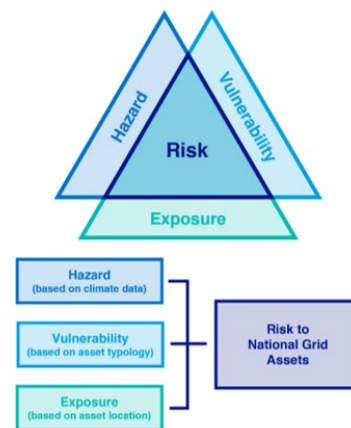 Hazard
Vulnerability
Risk
Exposure
Hazard
(based on climate data)
Vulnerability
(based on asset typology)
Exposure
(based on asset location)
Risk to
National Grid
Assets